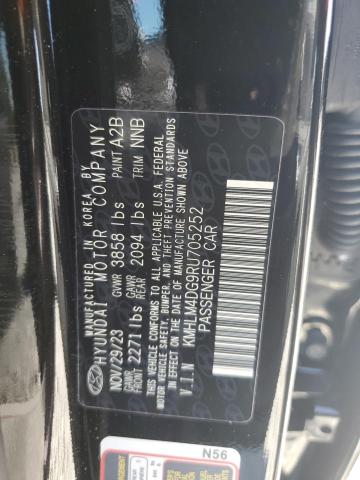 MANUFACTURED IN KOREA BY
HYUNDAI MOTOR COMPANY
NOV/29/23 GVWR 3858 lbs PAINT A2B
GAWR FRONT 2271 lbs GAWR REAR 2094 lbs TRIM NNB
THIS VEHICLE CONFORMS TO ALL APPLICABLE U.S.A. FEDERAL
MOTOR VEHICLE SAFETY, BUMPER, AND THEFT PREVENTION STANDARDS
IN EFFECT ON THE DATE OF MANUFACTURE SHOWN ABOVE
V.I.N KMHLM4DG9RU705252
PASSENGER CAR
N56